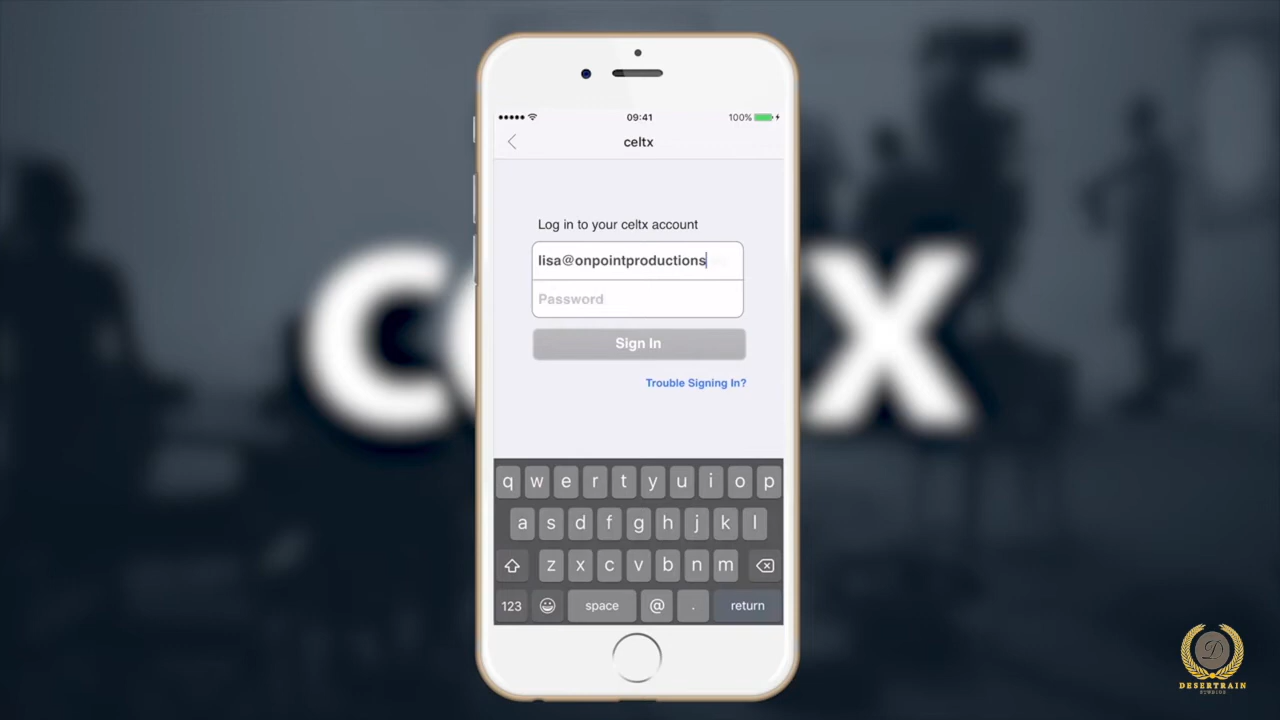 09:41
100%
celtx
Log in to your celtx account
lisa@onpointproductions
Password
Sign In
Trouble Signing In?
q w e r t y u i o p
a s d f g h j k l
z x c v b n m
123 space @ . return
D
DESERTRAIN
STUDIOS